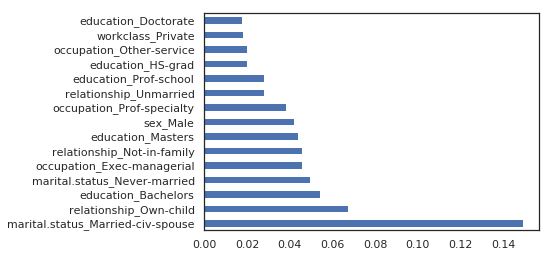 education_Doctorate
workclass_Private
occupation_Other-service
education_HS-grad
education_Prof-school
relationship_Unmarried
occupation_Prof-specialty
sex_Male
education_Masters
relationship_Not-in-family
occupation_Exec-managerial
marital.status_Never-married
education_Bachelors
relationship_Own-child
marital.status_Married-civ-spouse
0.00 0.02 0.04 0.06 0.08 0.10 0.12 0.14